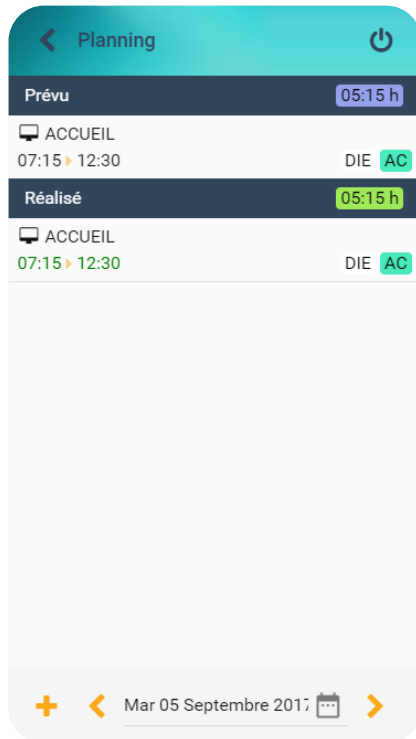 Planning
Prévu 05:15 h
ACCUEIL
07:15 12:30 DIE AC
Réalisé 05:15 h
ACCUEIL
07:15 12:30 DIE AC
Mar 05 Septembre 2017